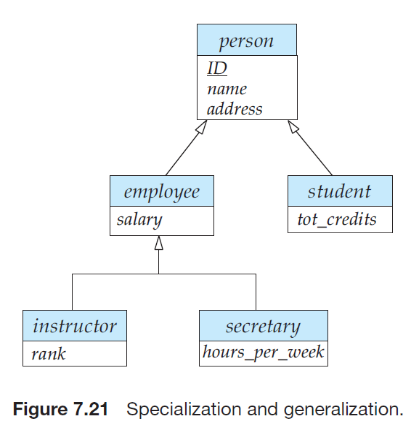 person
ID
name
address
employee
salary
student
tot_credits
instructor
rank
secretary
hours_per_week
Figure 7.21 Specialization and generalization.